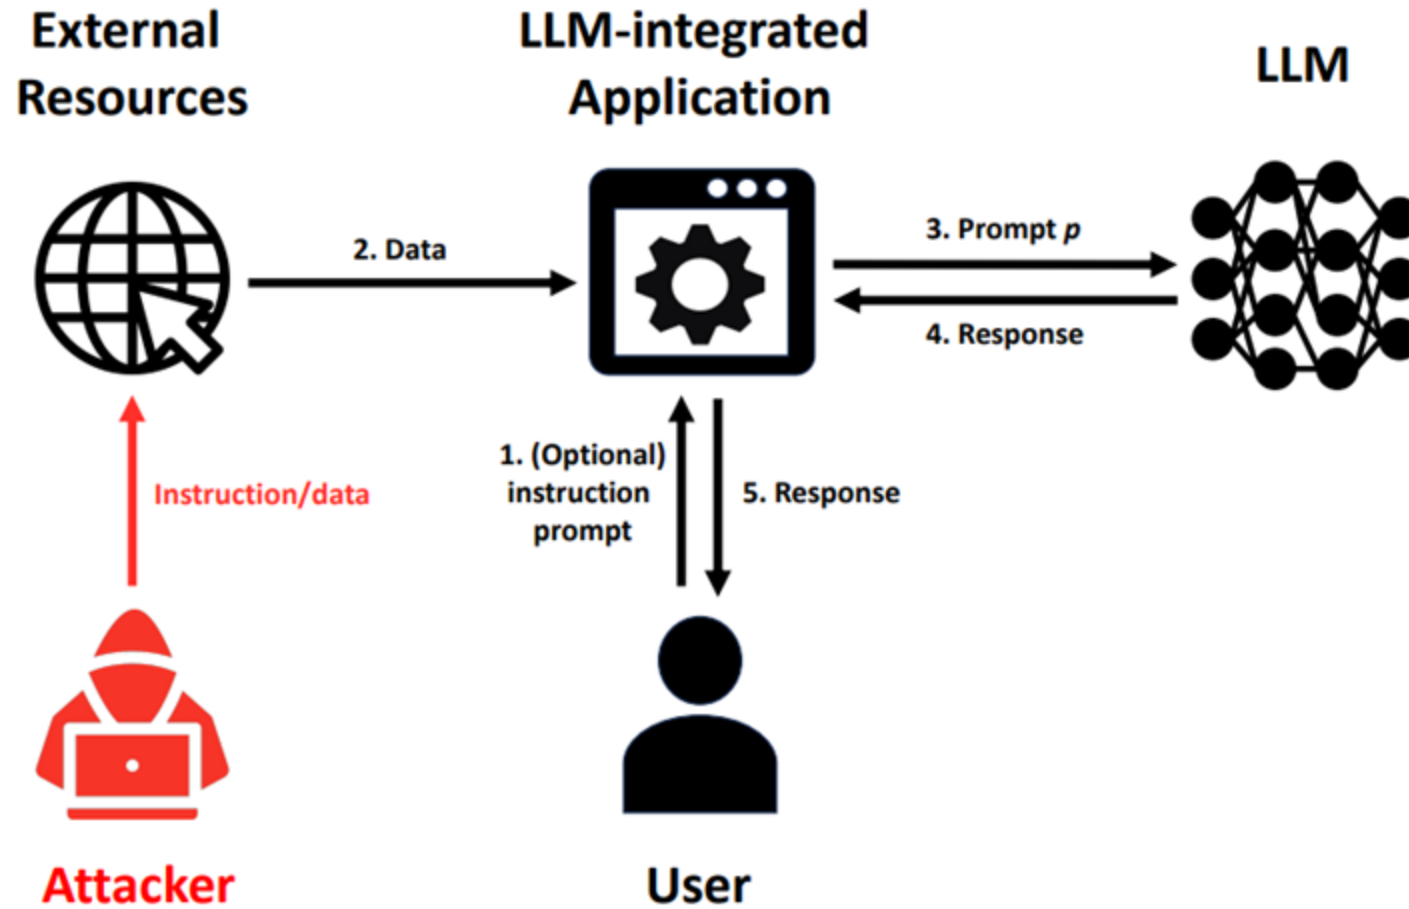 External
Resources
LLM-integrated
Application
LLM
2. Data
3. Prompt p
4. Response
Instruction/data
1. (Optional)
instruction
prompt
5. Response
Attacker
User